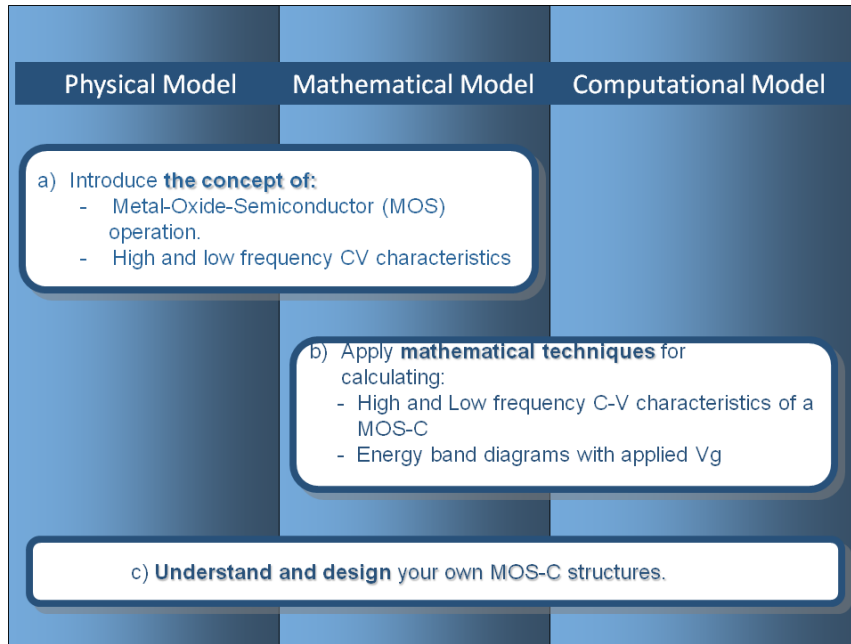 Physical Model Mathematical Model Computational Model
a) Introduce the concept of:
- Metal-Oxide-Semiconductor (MOS)
operation.
- High and low frequency CV characteristics
b) Apply mathematical techniques for
calculating:
- High and Low frequency C-V characteristics of a
MOS-C
- Energy band diagrams with applied Vg
c) Understand and design your own MOS-C structures.